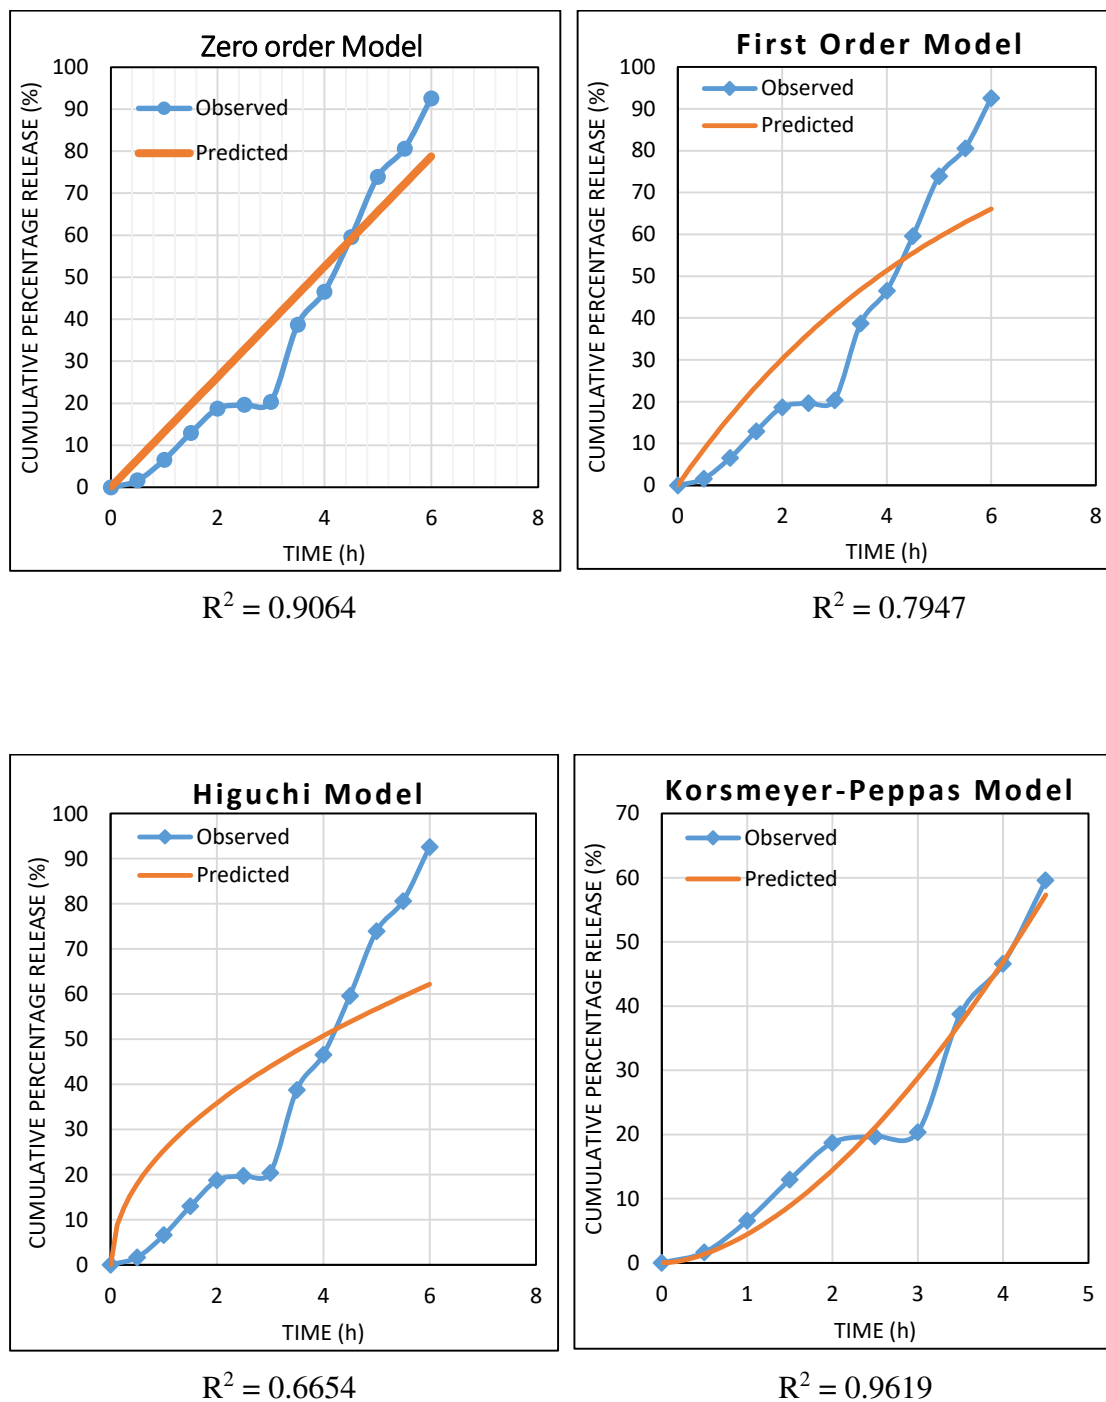 Zero order Model
100
90
80
70
60
50
40
30
20
10
0
0 2 4 6 8
CUMULATIVE PERCENTAGE RELEASE (%)
TIME (h)
Observed
Predicted
R² = 0.9064
First Order Model
100
90
80
70
60
50
40
30
20
10
0
0 2 4 6 8
CUMULATIVE PERCENTAGE RELEASE (%)
TIME (h)
Observed
Predicted
R² = 0.7947
Higuchi Model
100
90
80
70
60
50
40
30
20
10
0
0 2 4 6 8
CUMULATIVE PERCENTAGE RELEASE (%)
TIME (h)
Observed
Predicted
R² = 0.6654
Korsmeyer-Peppas Model
70
60
50
40
30
20
10
0
0 1 2 3 4 5
CUMULATIVE PERCENTAGE RELEASE (%)
TIME (h)
Observed
Predicted
R² = 0.9619